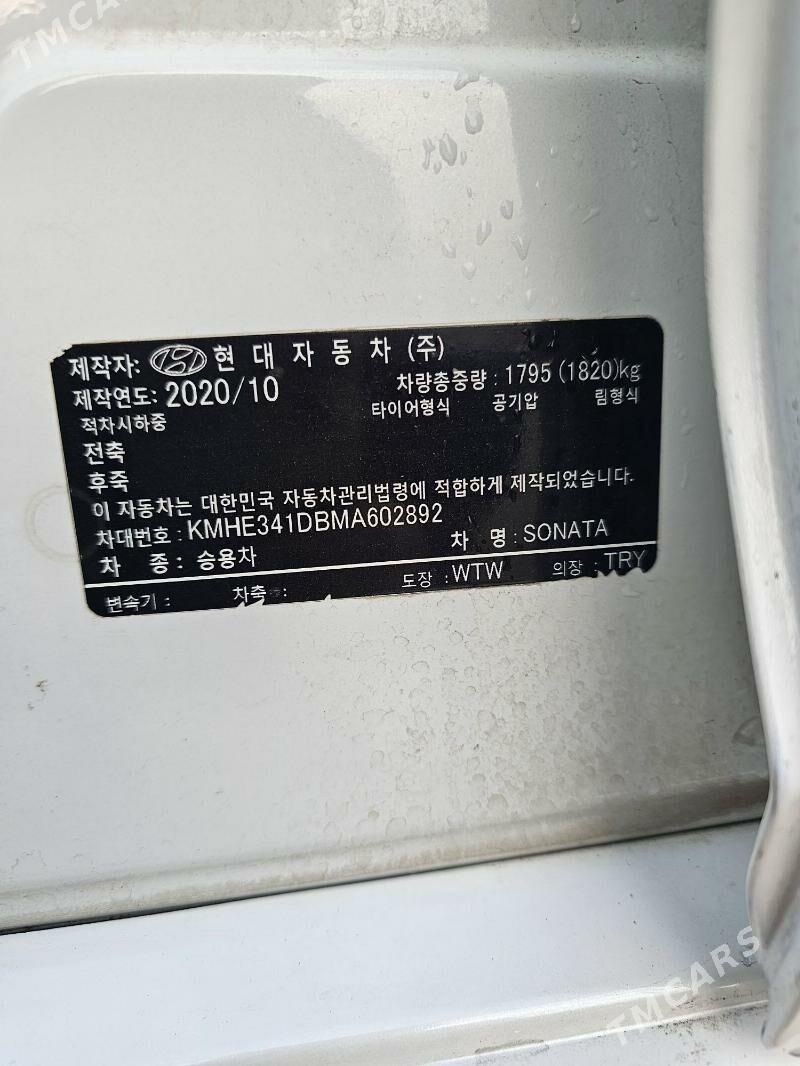 TMCARS
제작자: 현대자동차(주)
제작연도: 2020/10 차량총중량: 1795 (1820)kg
적차시하중 타이어형식 공기압 림형식
전축
후축
이 자동차는 대한민국 자동차관리법령에 적합하게 제작되었습니다.
차대번호: KMHE341DBMA602892
차 종: 승용차 차 명: SONATA
변속기: 차축: 도장: WTW 의장: TRY
TMCARS